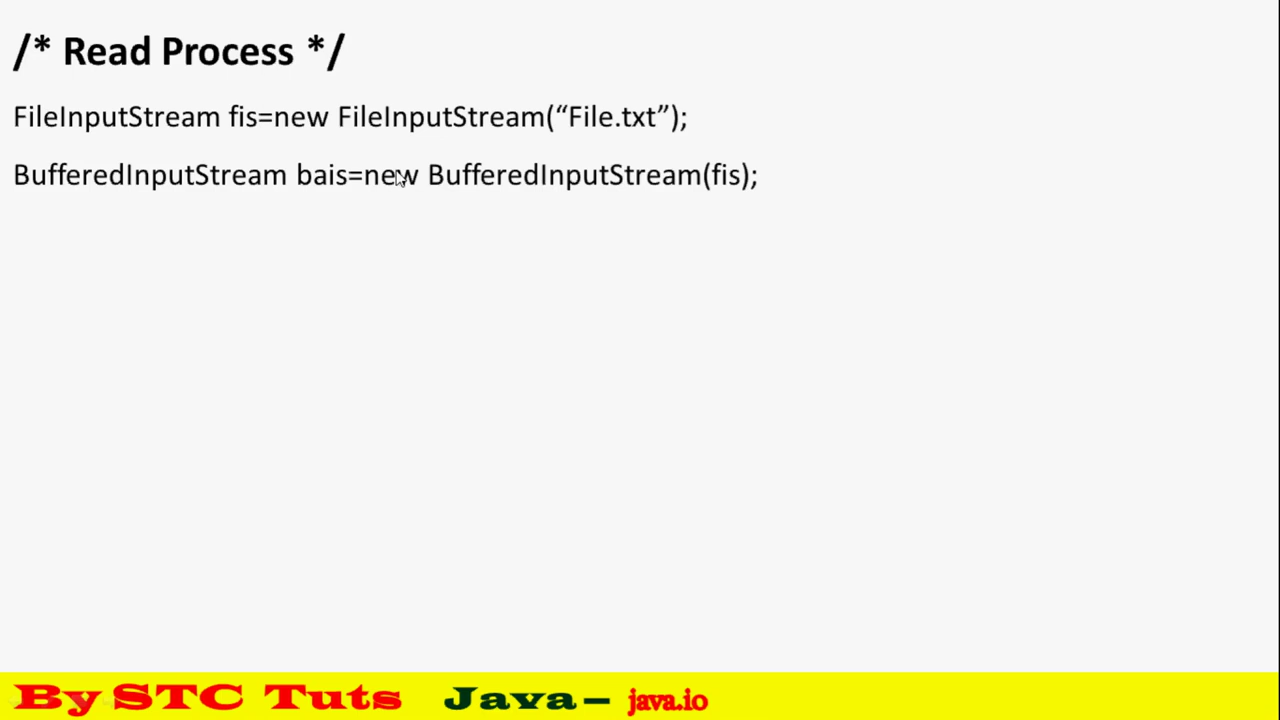 /* Read Process */
FileInputStream fis=new FileInputStream(“File.txt”);
BufferedInputStream bais=new BufferedInputStream(fis);
By STC Tuts Java – java.io